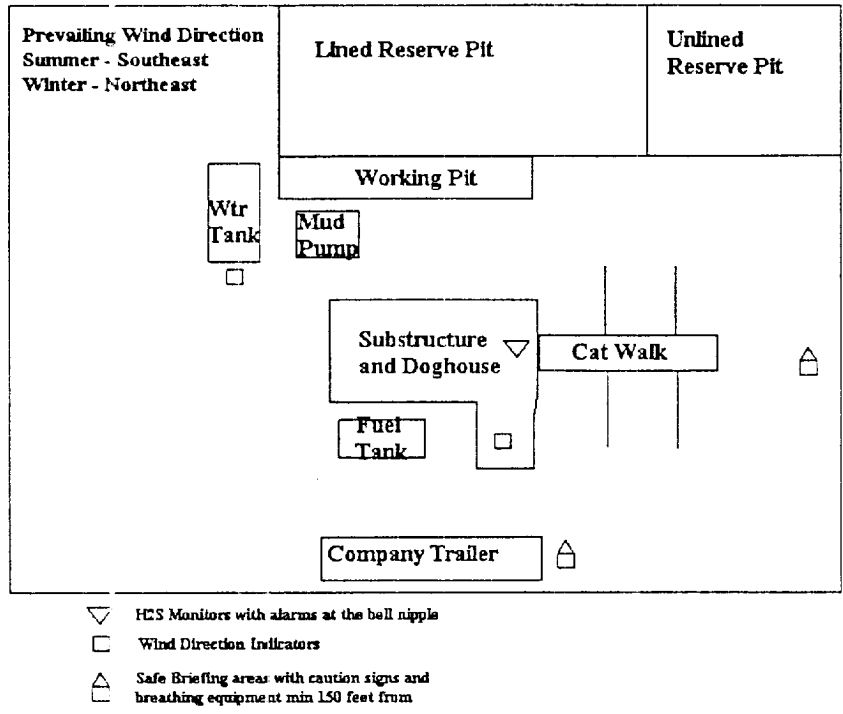 Prevailing Wind Direction
Summer - Southeast
Winter - Northeast
Lined Reserve Pit
Unlined
Reserve Pit
Working Pit
Wtr
Tank
Mud
Pump
Substructure
and Doghouse
Cat Walk
Fuel
Tank
Company Trailer
H2S Monitors with alarms at the bell nipple
Wind Direction Indicators
Safe Briefing areas with caution signs and
breathing equipment min 150 feet from